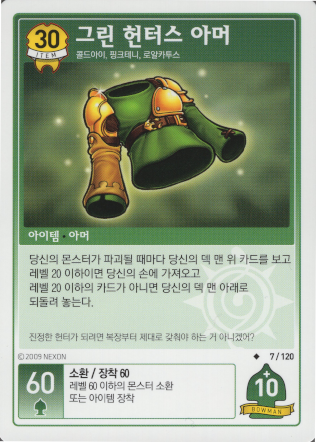 30
ITEM
그린 헌터스 아머
콜드아이, 핑크테니, 로얄카투스
아이템 · 아머
당신의 몬스터가 파괴될 때마다 당신의 덱 맨 위 카드를 보고
레벨 20 이하이면 당신의 손에 가져오고
레벨 20 이하의 카드가 아니면 당신의 덱 맨 아래로
되돌려 놓는다.
진정한 헌터가 되려면 복장부터 제대로 갖춰야 하는 거 아니겠어?
©2009 NEXON
◆ 7/120
60
소환 / 장착 60
레벨 60 이하의 몬스터 소환
또는 아이템 장착
+
10
BOWMAN